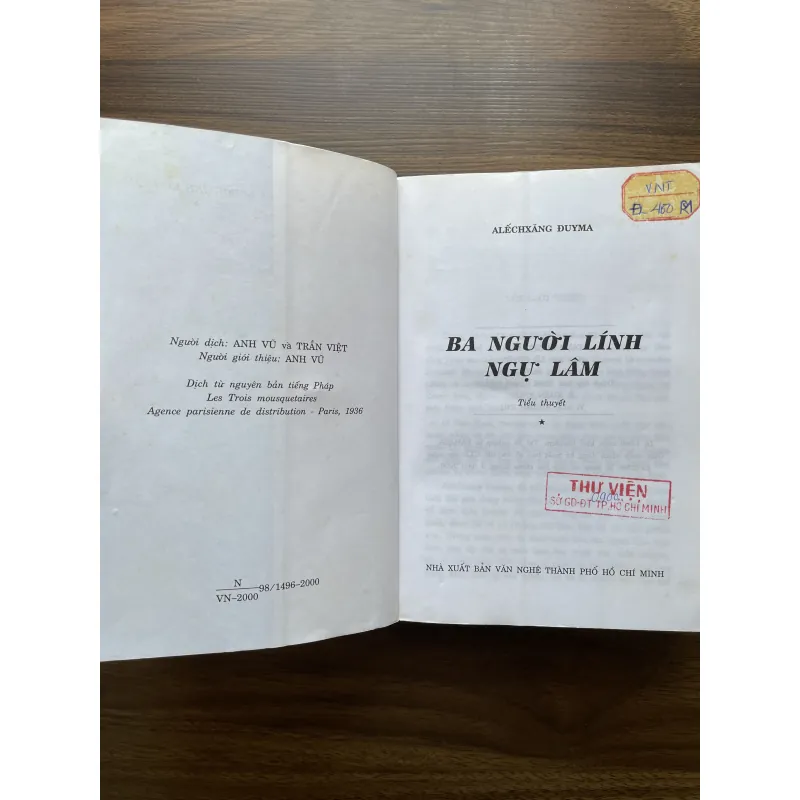 Người dịch: ANH VŨ và TRẦN VIỆT
Người giới thiệu: ANH VŨ
Dịch từ nguyên bản tiếng Pháp
Les Trois mousquetaires
Agence parisienne de distribution - Paris, 1936
N
VN-2000
98/1496-2000
VNT
Đ-450
ALẾCHXĂNG ĐUYMA
BA NGƯỜI LÍNH
NGỰ LÂM
Tiểu thuyết
*
THƯ VIỆN
SỞ GD-ĐT TP.HỒ CHÍ MINH
NHÀ XUẤT BẢN VĂN NGHỆ THÀNH PHỐ HỒ CHÍ MINH